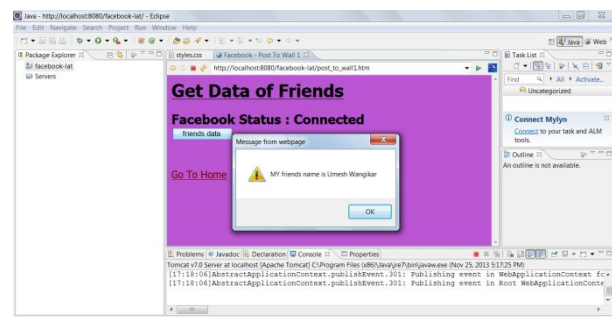 Java - http://localhost:8080/facebook-lat/ - Eclipse
File Edit Navigate Search Project Run Window Help
Java Web
Package Explorer
styles.css Facebook - Post To Wall 1
Task List
facebook-lat
Servers
http://localhost:8080/facebook-lat/post_to_wall1.htm
Find All Activate...
Uncategorized
Get Data of Friends
Facebook Status : Connected
friends data
Message from webpage
MY friends name is Umesh Wangikar
OK
Go To Home
Connect Mylyn
Connect to your task and ALM
tools.
Outline
An outline is not available.
Problems Javadoc Declaration Console Properties
Tomcat v7.0 Server at localhost [Apache Tomcat] C:\Program Files (x86)\Java\jre7\bin\javaw.exe (Nov 25, 2013 5:17:25 PM)
[17:18:06]AbstractApplicationContext.publishEvent.301: Publishing event in WebApplicationContext fo
[17:18:06]AbstractApplicationContext.publishEvent.301: Publishing event in Root WebApplicationConte